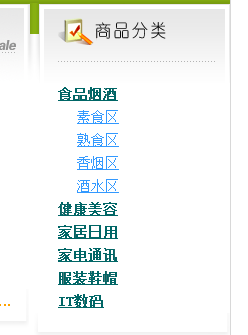 商品分类
ale
食品烟酒
素食区
熟食区
香烟区
酒水区
健康美容
家居日用
家电通讯
服装鞋帽
IT数码